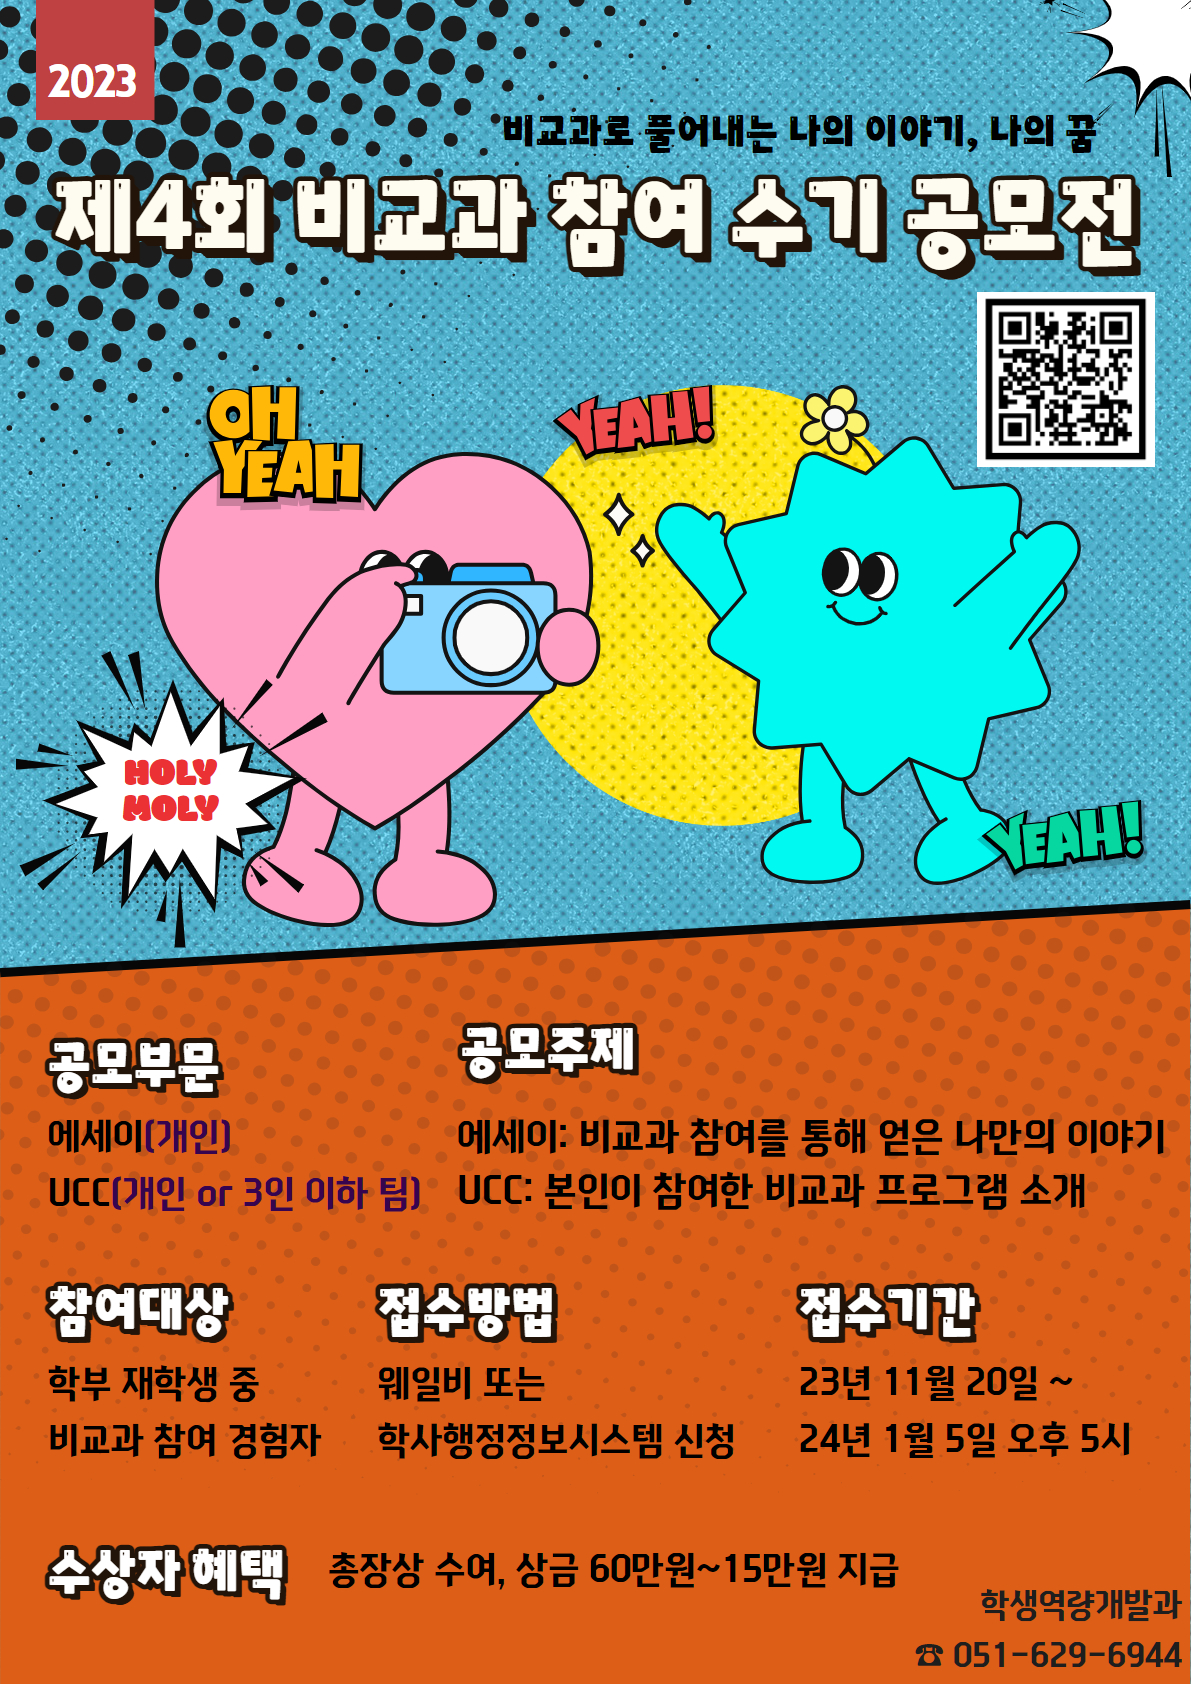 2023
비교과로 풀어내는 나의 이야기, 나의 꿈
제4회 비교과 참여 수기 공모전
OH
YEAH
YEAH!
HOLY
MOLY
YEAH!
공모부문
에세이(개인)
UCC(개인 or 3인 이하 팀)
공모주제
에세이: 비교과 참여를 통해 얻은 나만의 이야기
UCC: 본인이 참여한 비교과 프로그램 소개
참여대상
학부 재학생 중
비교과 참여 경험자
접수방법
웨일비 또는
학사행정정보시스템 신청
접수기간
23년 11월 20일 ~
24년 1월 5일 오후 5시
수상자 혜택
총장상 수여, 상금 60만원~15만원 지급
학생역량개발과
☎ 051-629-6944